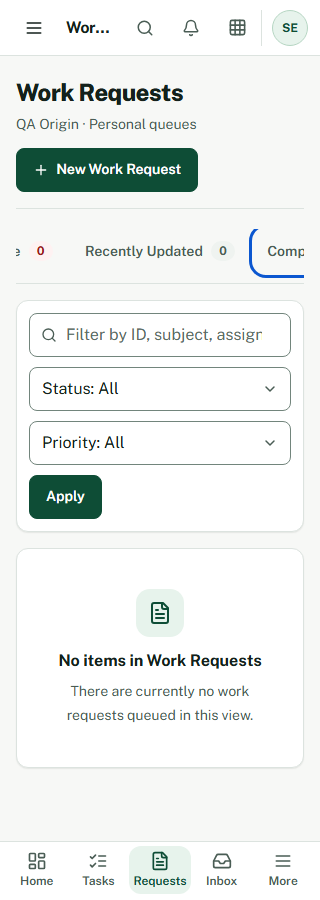 Wor...
SE
Work Requests
QA Origin · Personal queues
New Work Request
e 0 Recently Updated 0 Comp
Filter by ID, subject, assigr
Status: All
Priority: All
Apply
No items in Work Requests
There are currently no work
requests queued in this view.
Home Tasks Requests Inbox More